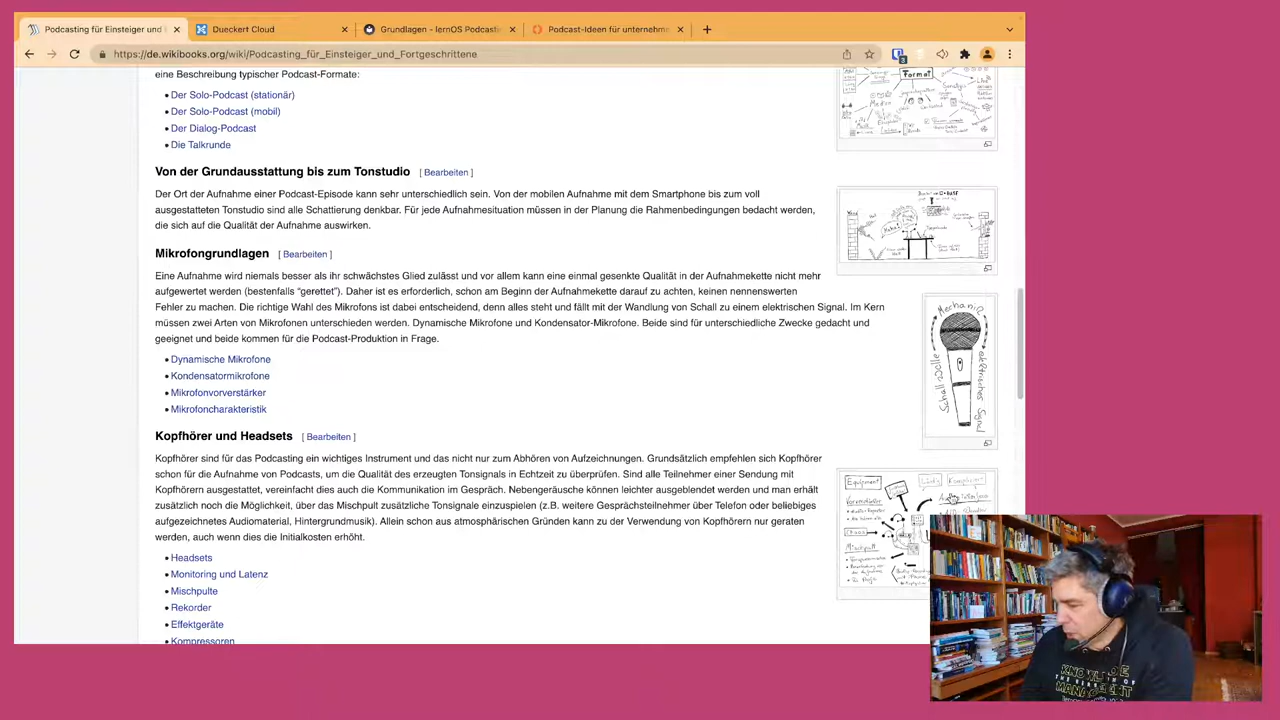 Podcasting für Einsteiger und
Dueckert Cloud
Grundlagen - lernOS Podcastin
Podcast-Ideen für unternehm
https://de.wikibooks.org/wiki/Podcasting_für_Einsteiger_und_Fortgeschrittene
eine Beschreibung typischer Podcast-Formate:
Der Solo-Podcast (stationär)
Der Solo-Podcast (mobil)
Der Dialog-Podcast
Die Talkrunde
Format
Von der Grundausstattung bis zum Tonstudio [ Bearbeiten ]
Der Ort der Aufnahme einer Podcast-Episode kann sehr unterschiedlich sein. Von der mobilen Aufnahme mit dem Smartphone bis zum voll
ausgestatteten Tonstudio sind alle Schattierung denkbar. Für jede Aufnahmesituation müssen in der Planung die Rahmenbedingungen bedacht werden,
die sich auf die Qualität der Aufnahme auswirken.
Mikrofongrundlagen [ Bearbeiten ]
Eine Aufnahme wird niemals besser als ihr schwächstes Glied zulässt und vor allem kann eine einmal gesenkte Qualität in der Aufnahmekette nicht mehr
aufgewertet werden (bestenfalls "gerettet"). Daher ist es erforderlich, schon am Beginn der Aufnahmekette darauf zu achten, keinen nennenswerten
Fehler zu machen. Die richtige Wahl des Mikrofons ist dabei entscheidend, denn alles steht und fällt mit der Wandlung von Schall zu einem elektrischen Signal. Im Kern
müssen zwei Arten von Mikrofonen unterschieden werden. Dynamische Mikrofone und Kondensator-Mikrofone. Beide sind für unterschiedliche Zwecke gedacht und
geeignet und beide kommen für die Podcast-Produktion in Frage.
Dynamische Mikrofone
Kondensatormikrofone
Mikrofonvorverstärker
Mikrofoncharakteristik
Mechanik
Schallwelle
elektrisches Signal
Kopfhörer und Headsets [ Bearbeiten ]
Kopfhörer sind für das Podcasting ein wichtiges Instrument und das nicht nur zum Abhören von Aufzeichnungen. Grundsätzlich empfehlen sich Kopfhörer
schon für die Aufnahme von Podcasts, um die Qualität des erzeugten Tonsignals in Echtzeit zu überprüfen. Sind alle Teilnehmer einer Sendung mit
Kopfhörern ausgestattet, vereinfacht dies auch die Kommunikation im Gespräch. Nebengeräusche können leichter ausgeblendet werden und man erhält
zusätzlich noch die Möglichkeit, über das Mischpult zusätzliche Tonsignale einzuspielen (z.B. weitere Gesprächsteilnehmer über Telefon oder beliebiges
aufgezeichnetes Audiomaterial, Hintergrundmusik). Allein schon aus atmosphärischen Gründen kann zu der Verwendung von Kopfhörern nur geraten
werden, auch wenn dies die Initialkosten erhöht.
Headsets
Monitoring und Latenz
Mischpulte
Rekorder
Effektgeräte
Kompressoren
Equipment
Mischpult
MANAGEMENT